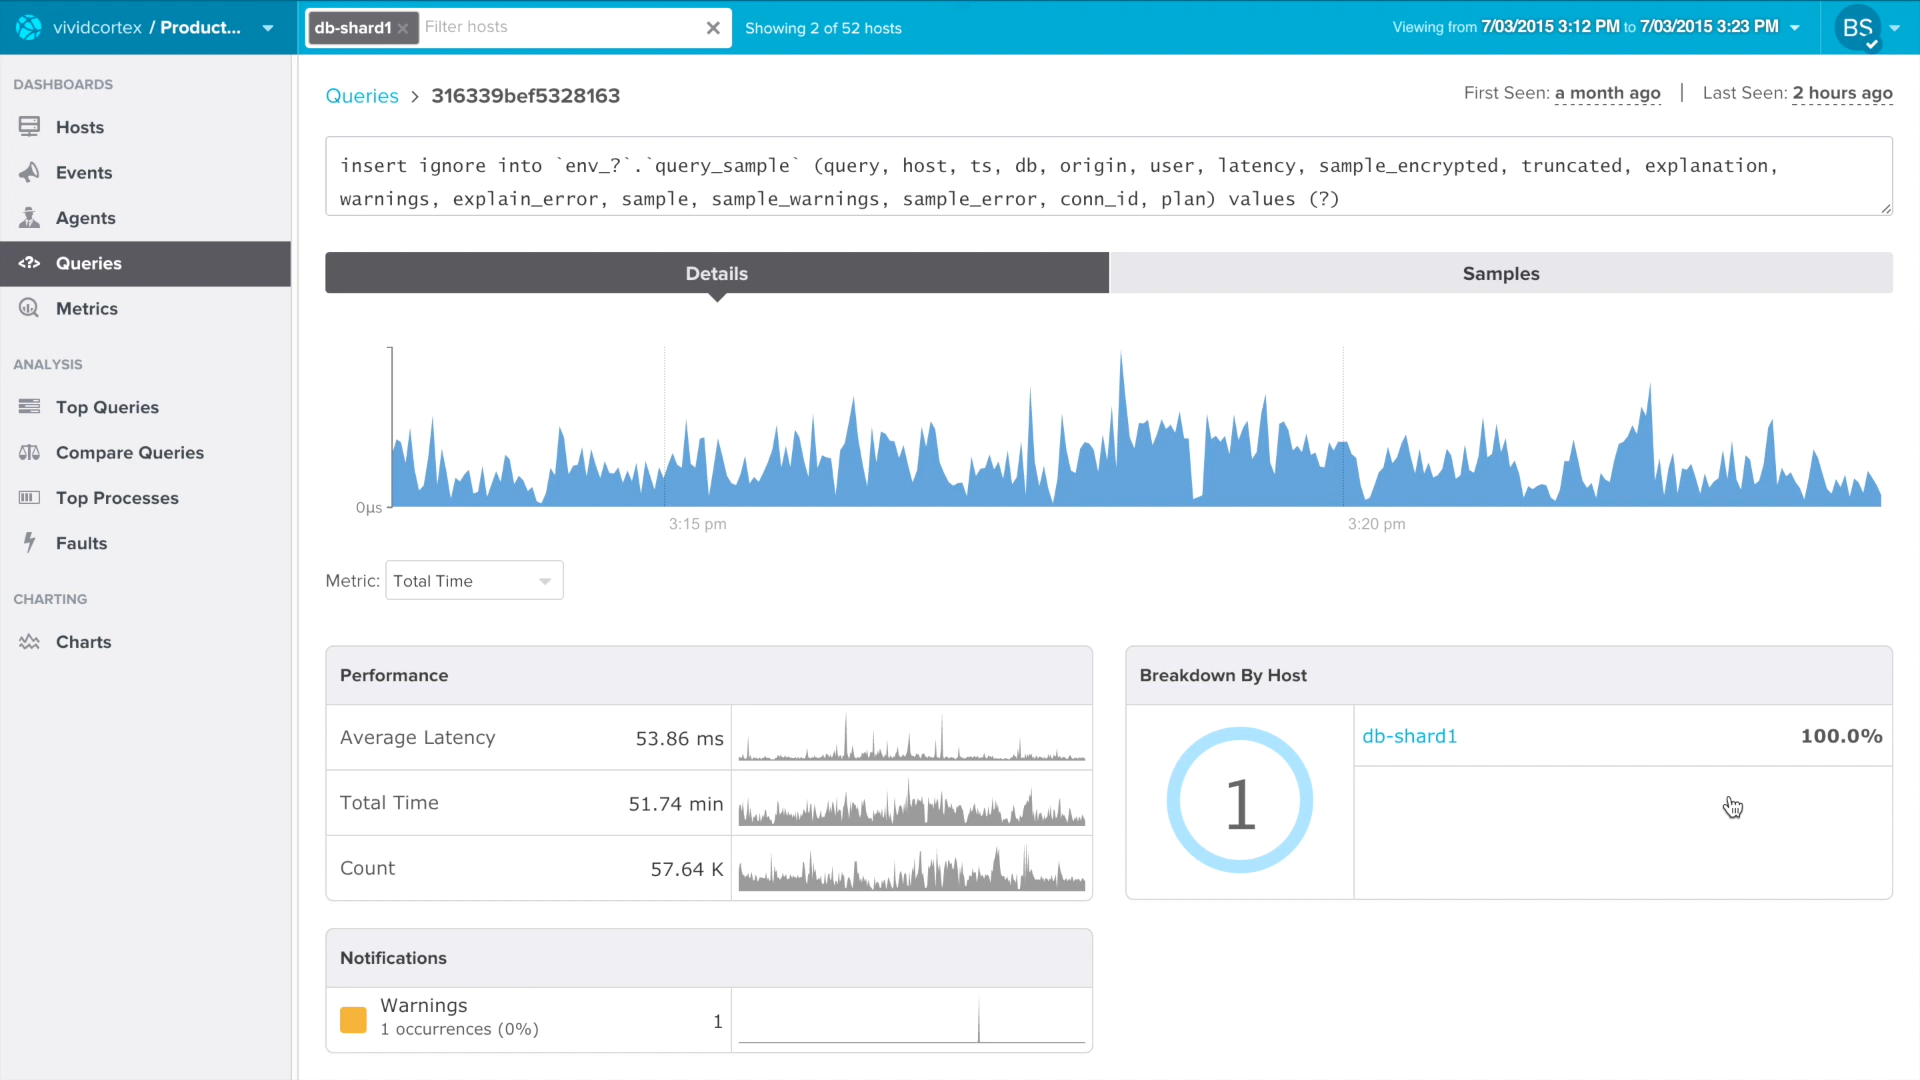 vividcortex / Product...
db-shard1 Filter hosts
Showing 2 of 52 hosts
Viewing from 7/03/2015 3:12 PM to 7/03/2015 3:23 PM
BS
DASHBOARDS
Hosts
Events
Agents
Queries
Metrics
ANALYSIS
Top Queries
Compare Queries
Top Processes
Faults
CHARTING
Charts
Queries > 316339bef5328163
First Seen: a month ago | Last Seen: 2 hours ago
insert ignore into `env_?`.`query_sample` (query, host, ts, db, origin, user, latency, sample_encrypted, truncated, explanation,
warnings, explain_error, sample, sample_warnings, sample_error, conn_id, plan) values (?)
Details
Samples
0µs
3:15 pm
3:20 pm
Metric: Total Time
Performance
Average Latency 53.86 ms
Total Time 51.74 min
Count 57.64 K
Breakdown By Host
1
db-shard1 100.0%
Notifications
Warnings
1 occurrences (0%)
1